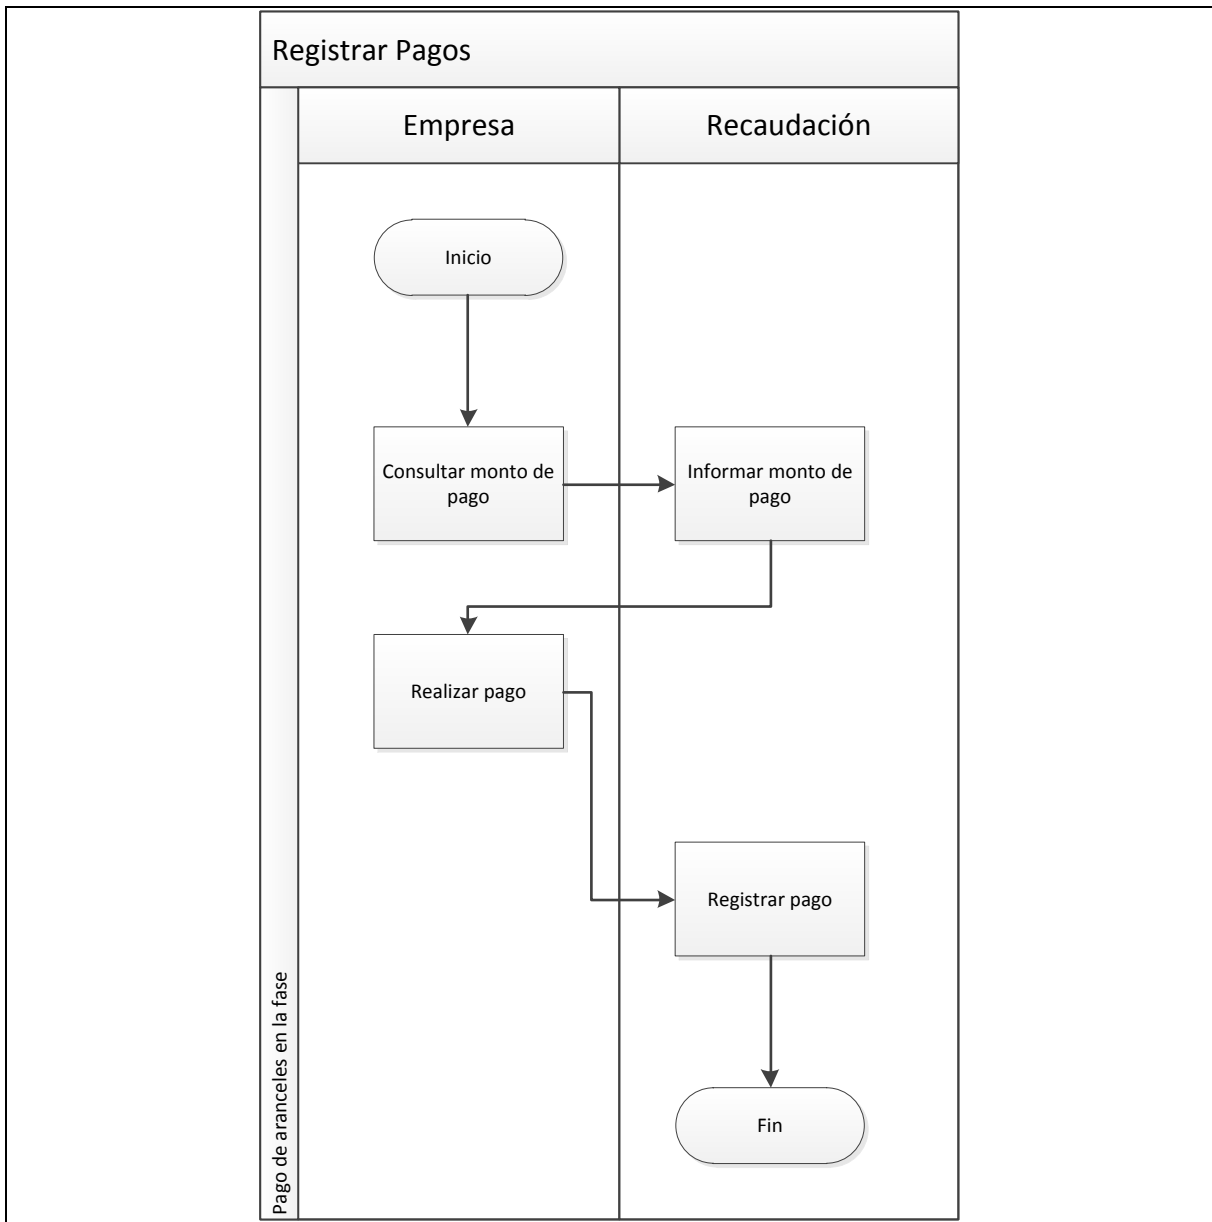 Registrar Pagos
Empresa
Recaudación
Inicio
Consultar monto de
pago
Informar monto de
pago
Realizar pago
Registrar pago
Fin
Pago de aranceles en la fase